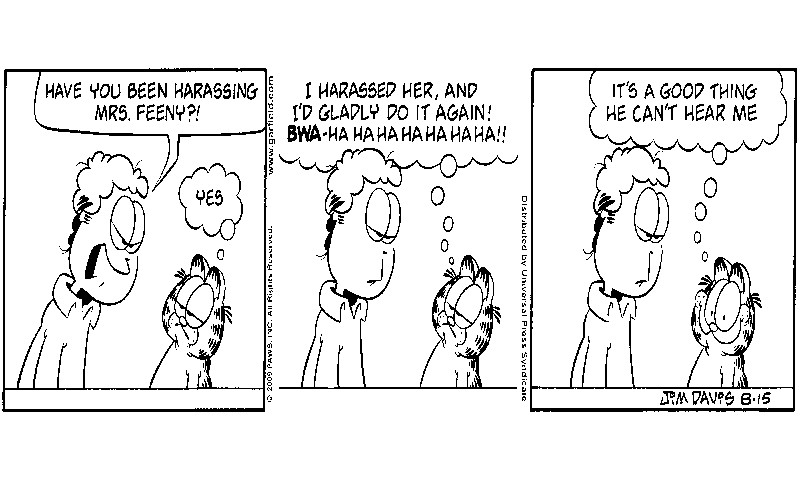 HAVE YOU BEEN HARASSING
MRS. FEENY?!
YES
© 2009 PAWS, INC. All Rights Reserved.
www.garfield.com
I HARASSED HER, AND
I'D GLADLY DO IT AGAIN!
BWA-HA HA HA HA HA HA HA!!
Distributed by Universal Press Syndicate
IT'S A GOOD THING
HE CAN'T HEAR ME
JIM DAVIS 8-15